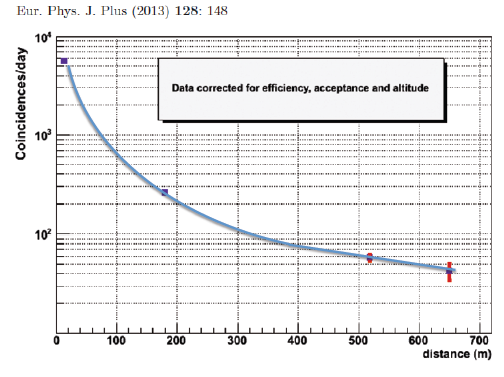 Eur. Phys. J. Plus (2013) 128: 148
10⁴
Data corrected for efficiency, acceptance and altitude
Coincidences/day
10³
10²
0 100 200 300 400 500 600 700
distance (m)